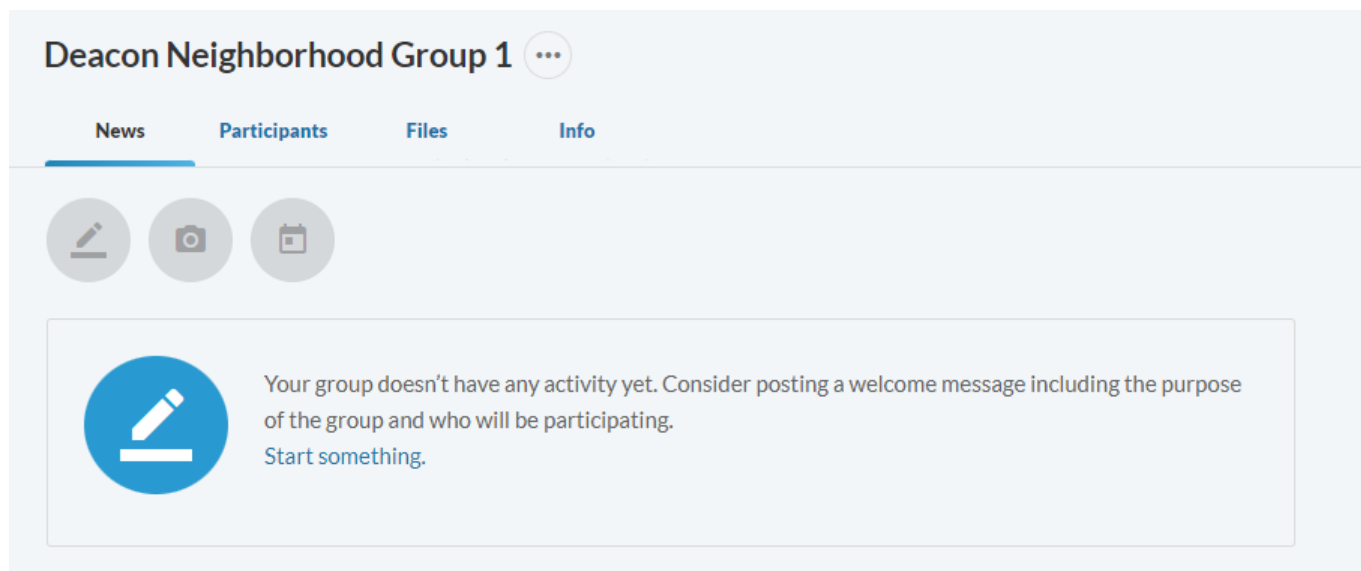 Deacon Neighborhood Group 1
News Participants Files Info
Your group doesn’t have any activity yet. Consider posting a welcome message including the purpose
of the group and who will be participating.
Start something.